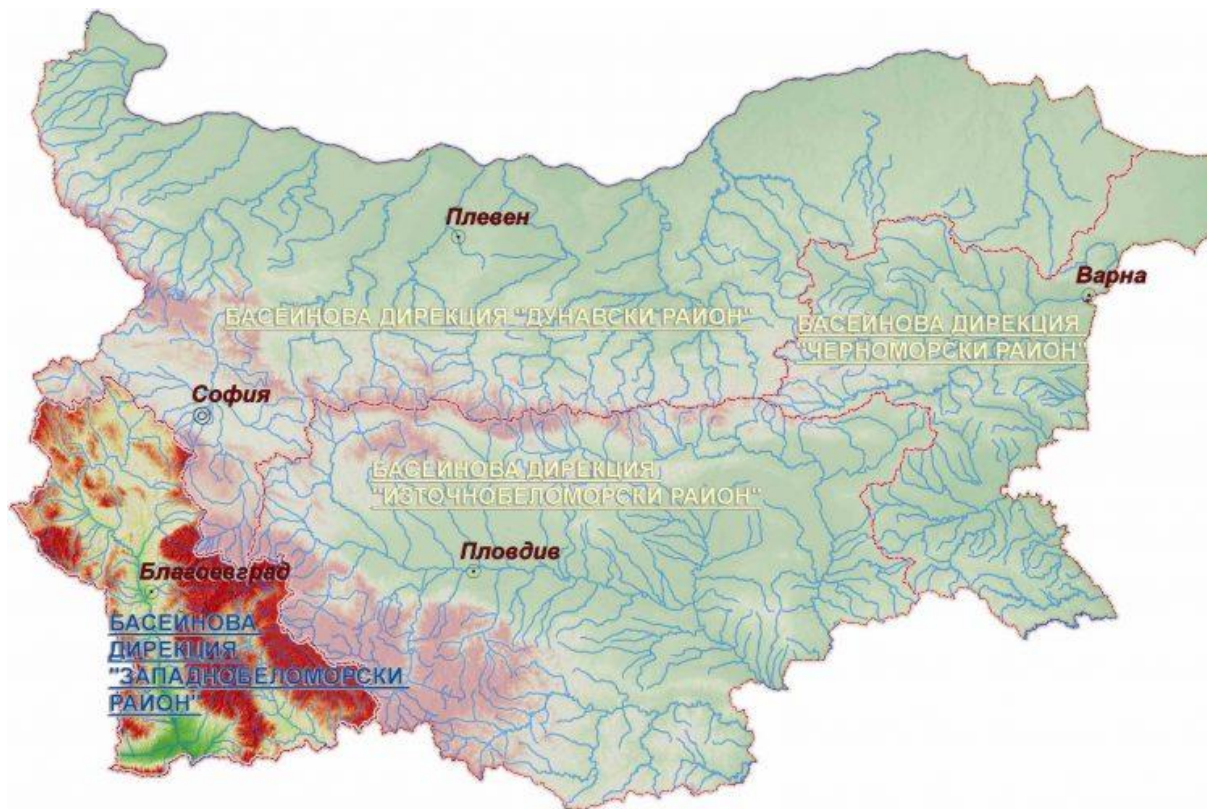 Плевен
Варна
БАСЕЙНОВА ДИРЕКЦИЯ "ДУНАВСКИ РАЙОН"
БАСЕЙНОВА ДИРЕКЦИЯ
"ЧЕРНОМОРСКИ РАЙОН"
София
БАСЕЙНОВА ДИРЕКЦИЯ
"ИЗТОЧНОБЕЛОМОРСКИ РАЙОН"
Пловдив
Благоевград
БАСЕЙНОВА
ДИРЕКЦИЯ
"ЗАПАДНОБЕЛОМОРСКИ
РАЙОН"